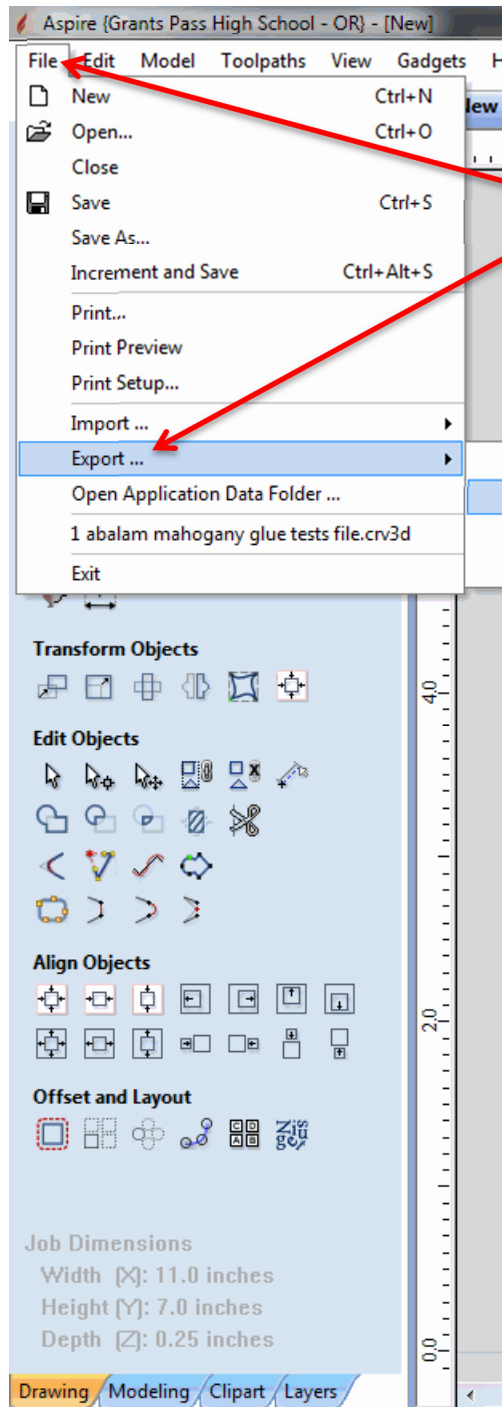 Aspire {Grants Pass High School - OR} - [New]
File Edit Model Toolpaths View Gadgets H
New Ctrl+N
Open... Ctrl+O
Close
Save Ctrl+S
Save As...
Increment and Save Ctrl+Alt+S
Print...
Print Preview
Print Setup...
Import ...
Export ...
Open Application Data Folder ...
1 abalam mahogany glue tests file.crv3d
Exit
Transform Objects
Edit Objects
Align Objects
Offset and Layout
Job Dimensions
Width (X): 11.0 inches
Height (Y): 7.0 inches
Depth (Z): 0.25 inches
Drawing Modeling Clipart Layers
4.0
2.0
0.0